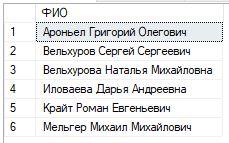 ФИО
1 Ароньел Григорий Олегович
2 Вельхуров Сергей Сергеевич
3 Вельхурова Наталья Михайловна
4 Иловаева Дарья Андреевна
5 Крайт Роман Евгеньевич
6 Мельгер Михаил Михайлович